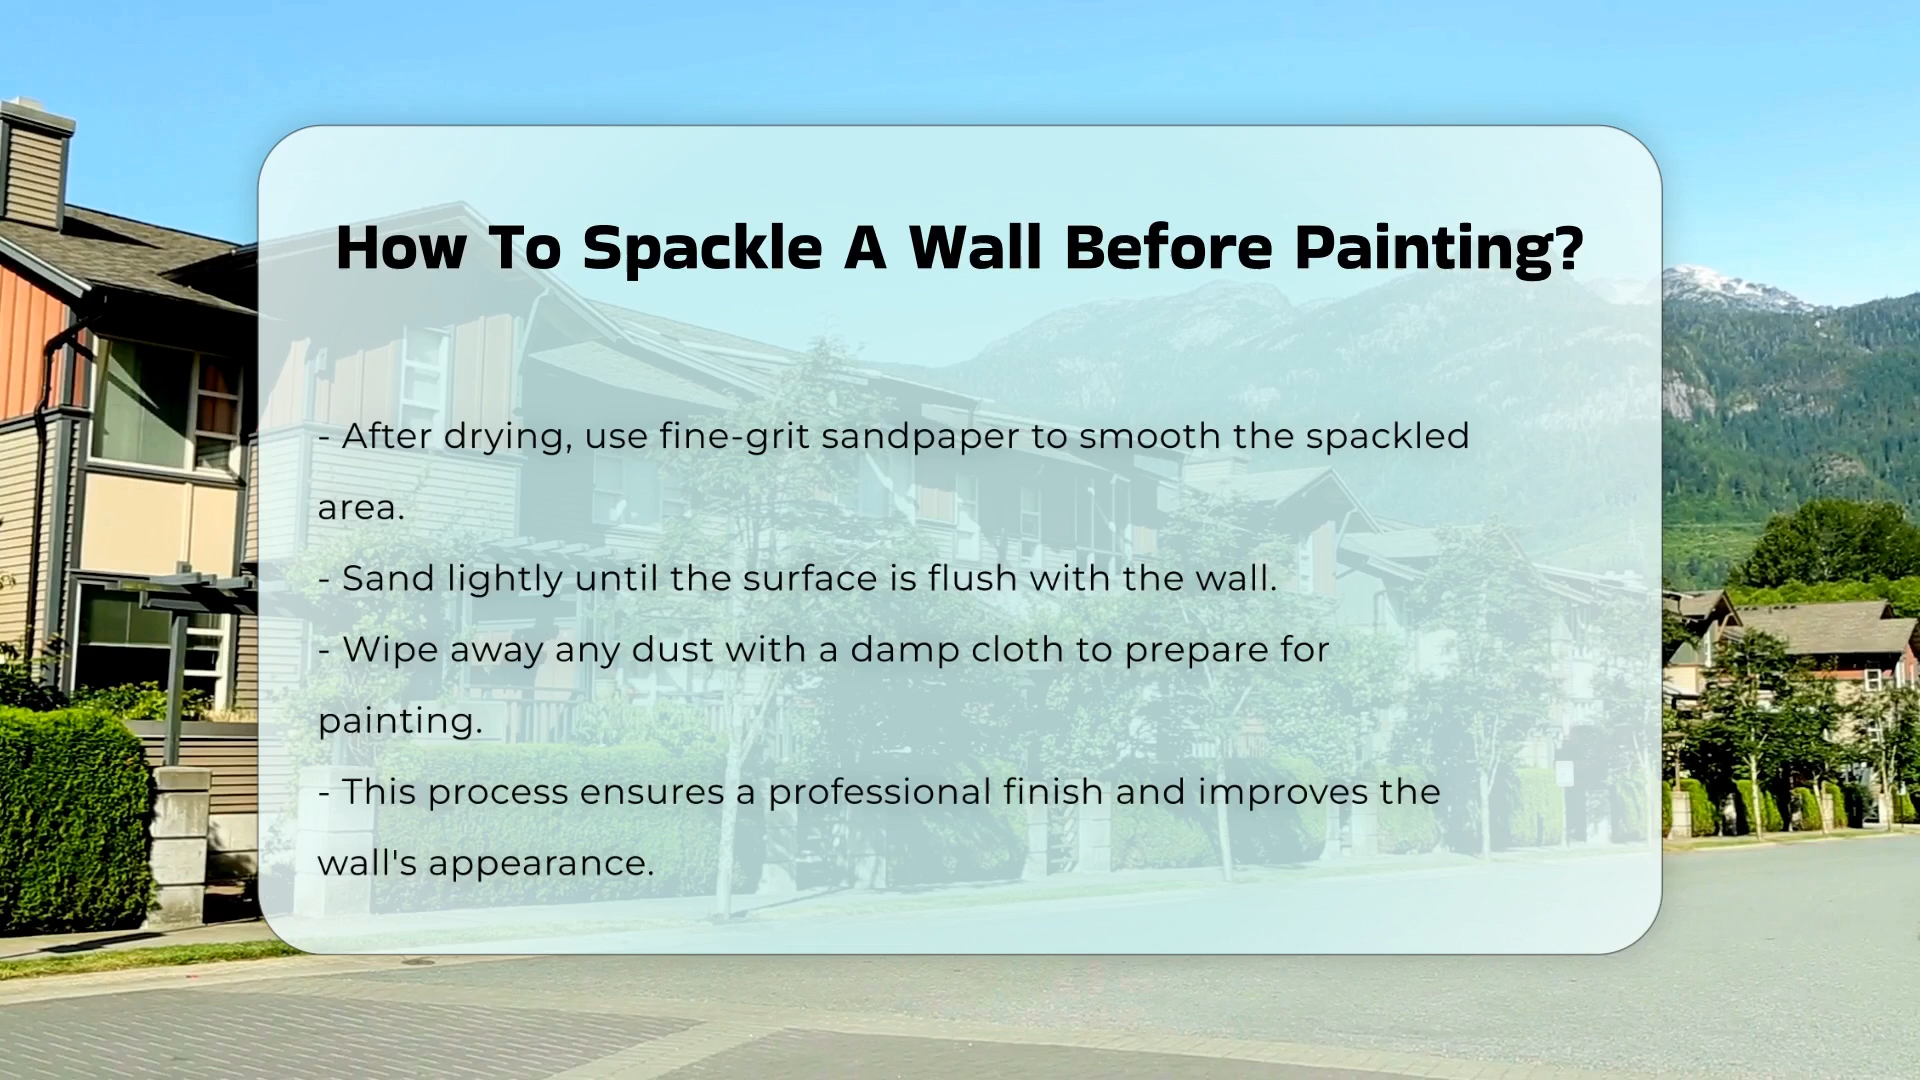 How To Spackle A Wall Before Painting?
- After drying, use fine-grit sandpaper to smooth the spackled
area.
- Sand lightly until the surface is flush with the wall.
- Wipe away any dust with a damp cloth to prepare for
painting.
- This process ensures a professional finish and improves the
wall's appearance.